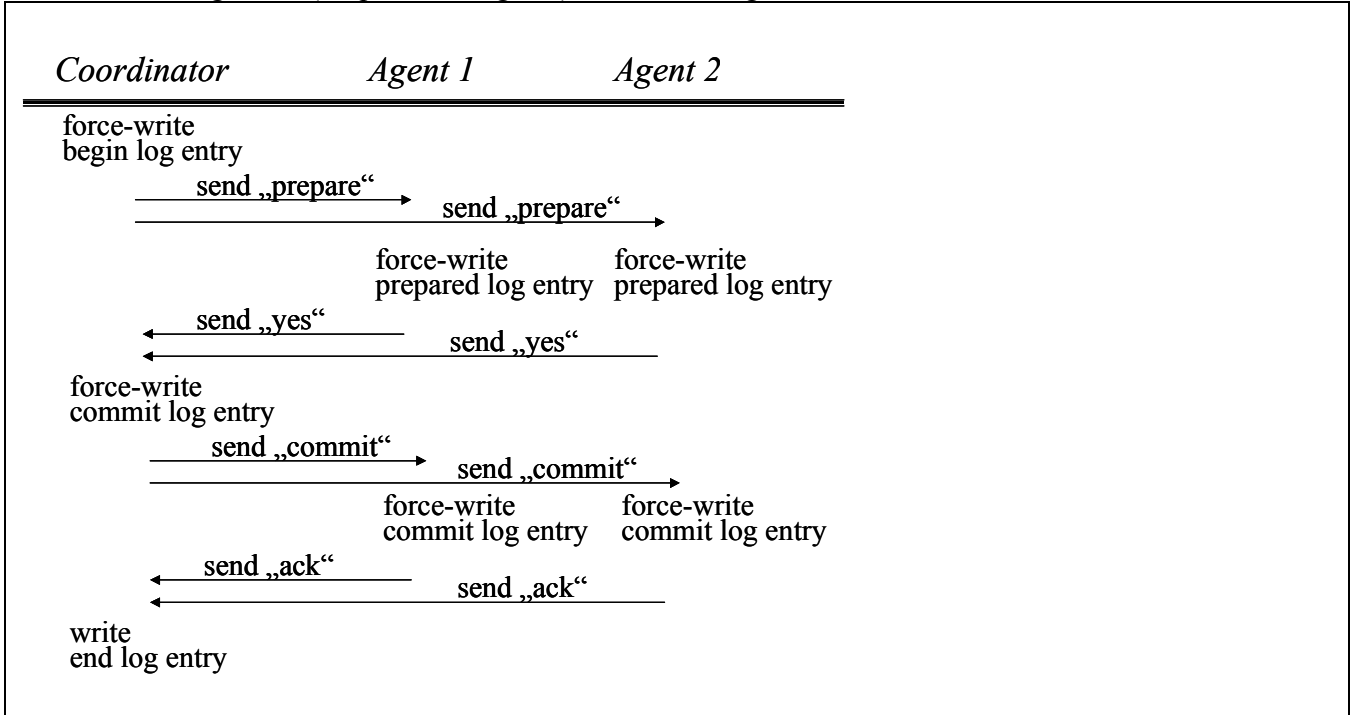 Coordinator Agent 1 Agent 2
force-write
begin log entry
send „prepare“
send „prepare“
force-write force-write
prepared log entry prepared log entry
send „yes“
send „yes“
force-write
commit log entry
send „commit“
send „commit“
force-write force-write
commit log entry commit log entry
send „ack“
send „ack“
write
end log entry